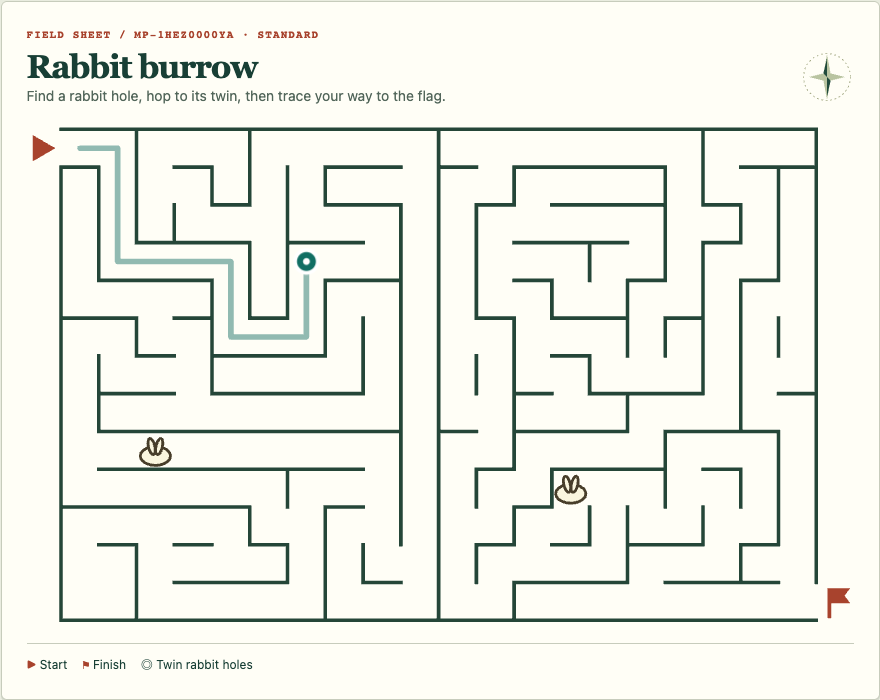 FIELD SHEET / MP-1HEZ0000YA · STANDARD
Rabbit burrow
Find a rabbit hole, hop to its twin, then trace your way to the flag.
Start Finish Twin rabbit holes